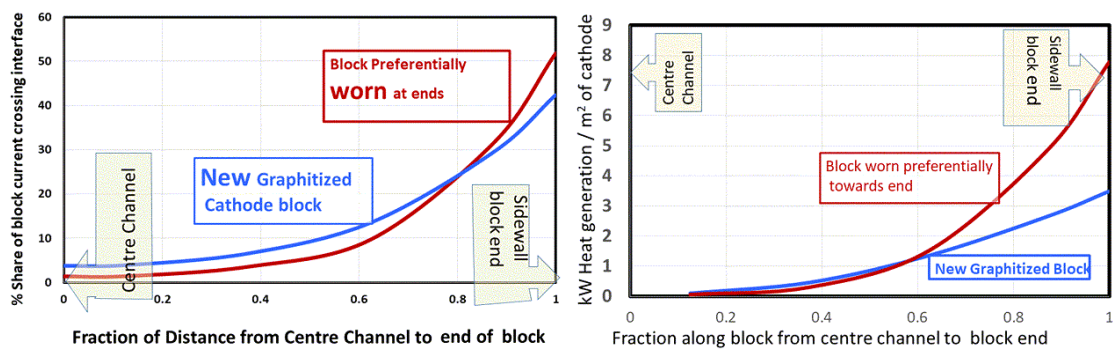 % Share of block current crossing interface
60
50
40
30
20
10
0
Block Preferentially
worn at ends
New Graphitized
Cathode block
Centre Channel
Sidewall
block end
0
0.2
0.4
0.6
0.8
1
Fraction of Distance from Centre Channel to end of block
kW Heat generation / m² of cathode
9
8
7
6
5
4
3
2
1
0
Centre
Channel
Sidewall
block end
Block worn preferentially
towards end
New Graphitized Block
0
0.2
0.4
0.6
0.8
1
Fraction along block from centre channel to block end